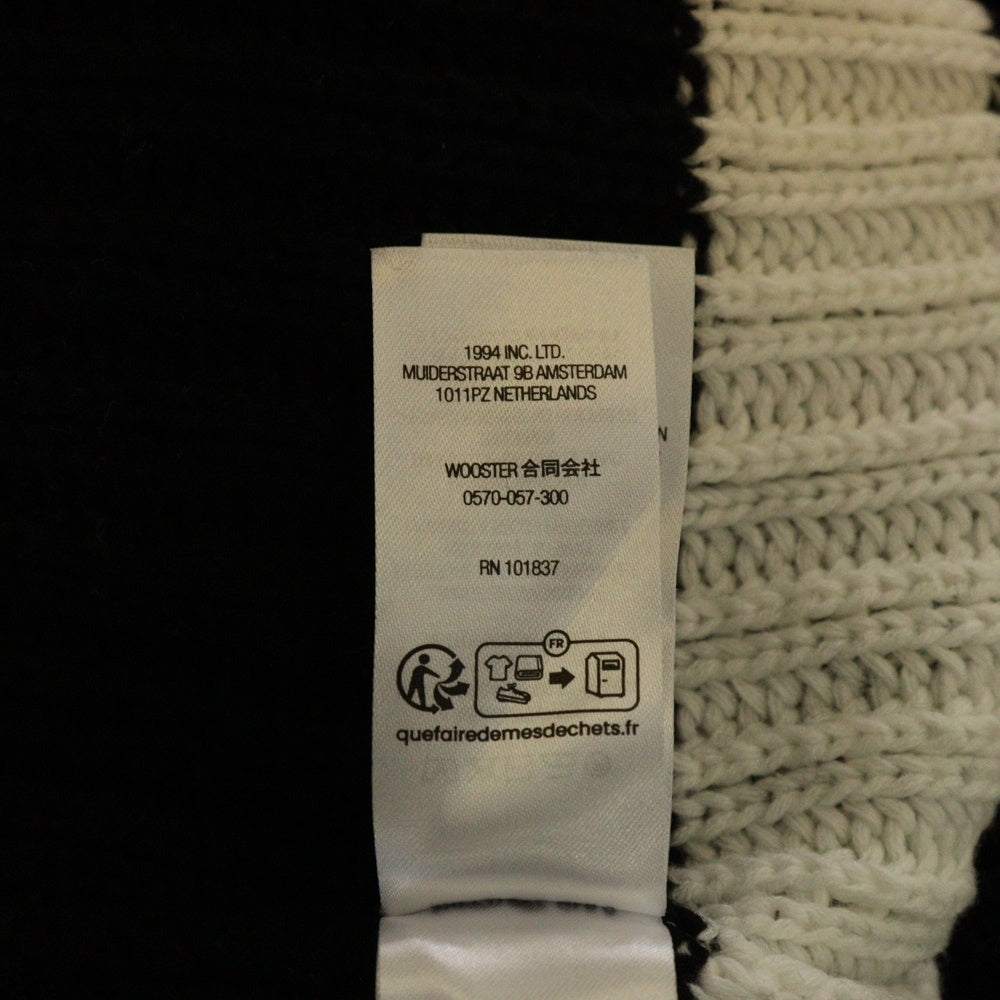 1994 INC. LTD.
MUIDERSTRAAT 9B AMSTERDAM
1011PZ NETHERLANDS
N
WOOSTER 合同会社
0570-057-300
RN 101837
FR
quefairedemesdechets.fr